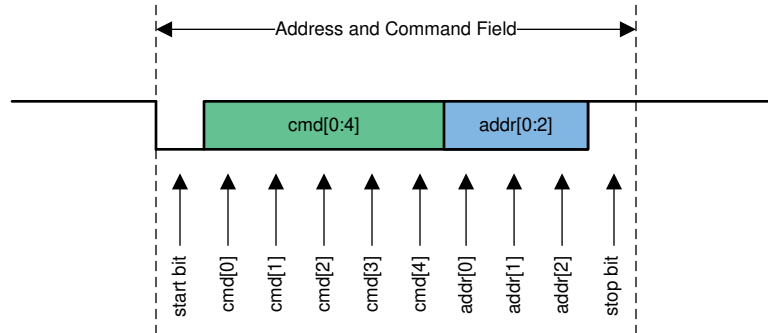 Address and Command Field
cmd[0:4]
addr[0:2]
start bit
cmd[0]
cmd[1]
cmd[2]
cmd[3]
cmd[4]
addr[0]
addr[1]
addr[2]
stop bit